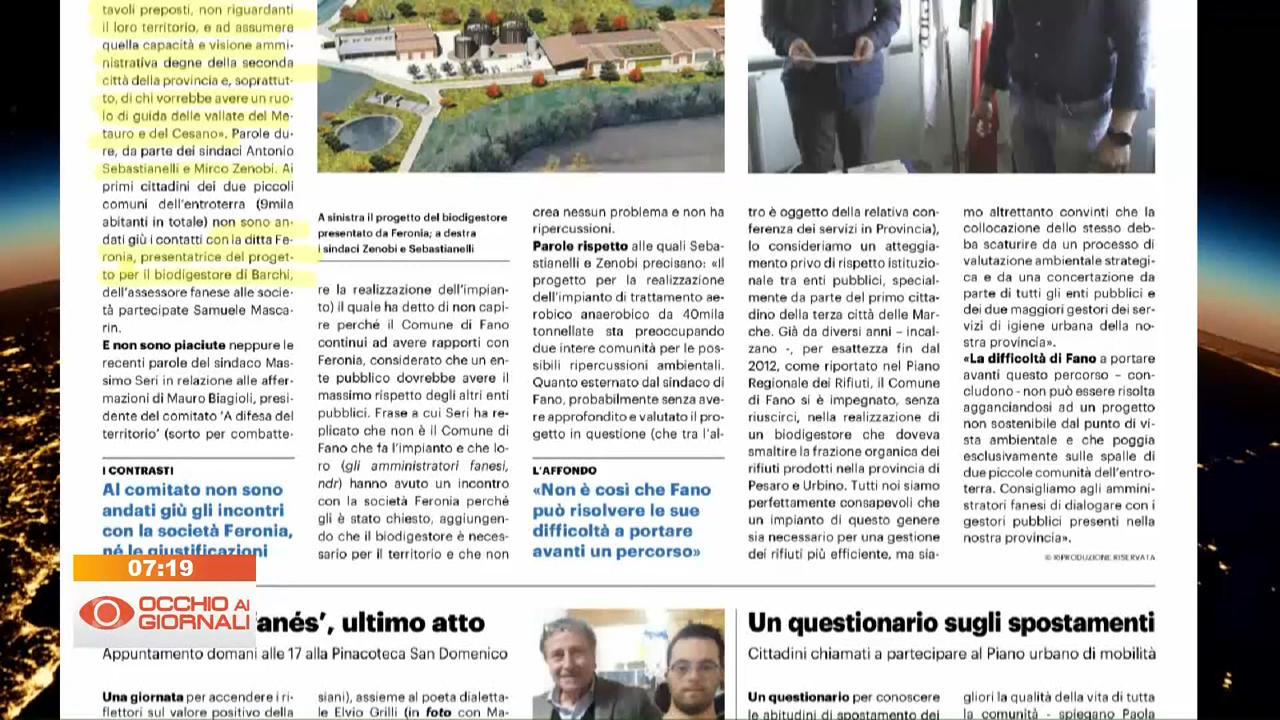 tavoli preposti, non riguardanti
il loro territorio, e ad assumere
quella capacità e visione ammi-
nistrativa degne della seconda
città della provincia e, soprattut-
to, di chi vorrebbe avere un ruo-
lo di guida delle vallate del Me-
tauro e del Cesano». Parole du-
re, da parte dei sindaci Antonio
Sebastianelli e Mirco Zenobi. Ai
primi cittadini dei due piccoli
comuni dell'entroterra (9mila
abitanti in totale) non sono an-
dati giù i contatti con la ditta Fe-
ronia, presentatrice del proget-
to per il biodigestore di Barchi,
dell'assessore fanese alle socie-
tà partecipate Samuele Masca-
rin.
E non sono piaciute neppure le
recenti parole del sindaco Mas-
simo Seri in relazione alle affer-
mazioni di Mauro Biagioli, presi-
dente del comitato 'A difesa del
territorio' (sorto per combatte-
I CONTRASTI
Al comitato non sono
andati giù gli incontri
con la società Feronia,
né le giustificazioni
A sinistra il progetto del biodigestore
presentato da Feronia; a destra
i sindaci Zenobi e Sebastianelli
re la realizzazione dell'impian-
to) il quale ha detto di non capi-
re perché il Comune di Fano
continui ad avere rapporti con
Feronia, considerato che un en-
te pubblico dovrebbe avere il
massimo rispetto degli altri enti
pubblici. Frase a cui Seri ha re-
plicato che non è il Comune di
Fano che fa l'impianto e che lo-
ro (gli amministratori fanesi,
ndr) hanno avuto un incontro
con la società Feronia perché
gli è stato chiesto, aggiungen-
do che il biodigestore è neces-
sario per il territorio e che non
crea nessun problema e non ha
ripercussioni.
Parole rispetto alle quali Seba-
stianelli e Zenobi precisano: «Il
progetto per la realizzazione
dell'impianto di trattamento ae-
robico anaerobico da 40mila
tonnellate sta preoccupando
due intere comunità per le pos-
sibili ripercussioni ambientali.
Quanto esternato dal sindaco di
Fano, probabilmente senza ave-
re approfondito e valutato il pro-
getto in questione (che tra l'al-
L'AFFONDO
«Non è così che Fano
può risolvere le sue
difficoltà a portare
avanti un percorso»
tro è oggetto della relativa con-
ferenza dei servizi in Provincia),
lo consideriamo un atteggia-
mento privo di rispetto istituzio-
nale tra enti pubblici, special-
mente da parte del primo citta-
dino della terza città delle Mar-
che. Già da diversi anni – incal-
zano -, per esattezza fin dal
2012, come riportato nel Piano
Regionale dei Rifiuti, il Comune
di Fano si è impegnato, senza
riuscirci, nella realizzazione di
un biodigestore che doveva
smaltire la frazione organica dei
rifiuti prodotti nella provincia di
Pesaro e Urbino. Tutti noi siamo
perfettamente consapevoli che
un impianto di questo genere
sia necessario per una gestione
dei rifiuti più efficiente, ma sia-
mo altrettanto convinti che la
collocazione dello stesso deb-
ba scaturire da un processo di
valutazione ambientale strategi-
ca e da una concertazione da
parte di tutti gli enti pubblici e
dei due maggiori gestori dei ser-
vizi di igiene urbana della no-
stra provincia».
«La difficoltà di Fano a portare
avanti questo percorso – con-
cludono - non può essere risolta
agganciandosi ad un progetto
non sostenibile dal punto di vi-
sta ambientale e che poggia
esclusivamente sulle spalle di
due piccole comunità dell'entro-
terra. Consigliamo agli ammini-
stratori fanesi di dialogare con i
gestori pubblici presenti nella
nostra provincia».
© RIPRODUZIONE RISERVATA
07:19
OCCHIO AI
GIORNALI
fanés', ultimo atto
Appuntamento domani alle 17 alla Pinacoteca San Domenico
Una giornata per accendere i ri-
flettori sul valore positivo della
siani), assieme al poeta dialetta-
le Elvio Grilli (in foto con Ma-
Un questionario sugli spostamenti
Cittadini chiamati a partecipare al Piano urbano di mobilità
Un questionario per conoscere
le abitudini di spostamento dei
gliori la qualità della vita di tutta
la comunità - spiegano Paola